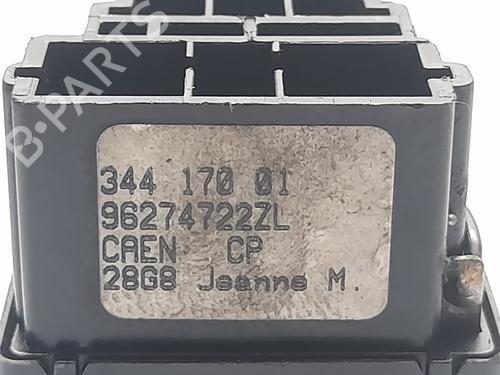 B-PARTS
344 170 01
96274722ZL
CAEN CP
28G8 Jeanne M.